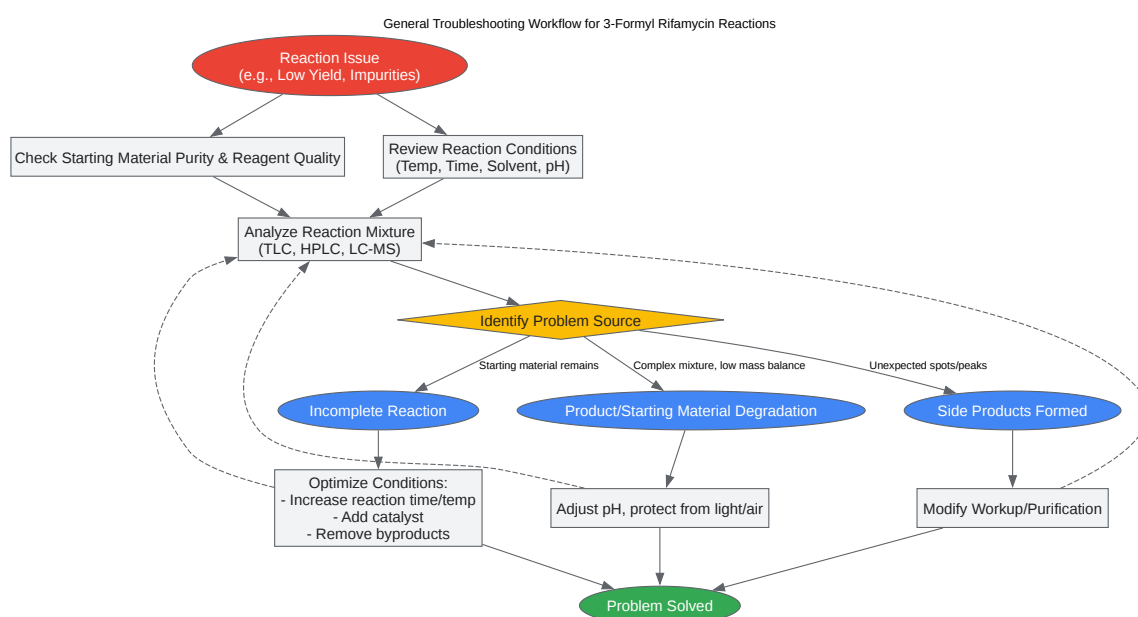 General Troubleshooting Workflow for 3-Formyl Rifamycin Reactions
Reaction Issue
(e.g., Low Yield, Impurities)
Check Starting Material Purity & Reagent Quality
Review Reaction Conditions
(Temp, Time, Solvent, pH)
Analyze Reaction Mixture
(TLC, HPLC, LC-MS)
Identify Problem Source
Starting material remains
Complex mixture, low mass balance
Unexpected spots/peaks
Incomplete Reaction
Product/Starting Material Degradation
Side Products Formed
Optimize Conditions:
- Increase reaction time/temp
- Add catalyst
- Remove byproducts
Adjust pH, protect from light/air
Modify Workup/Purification
Problem Solved